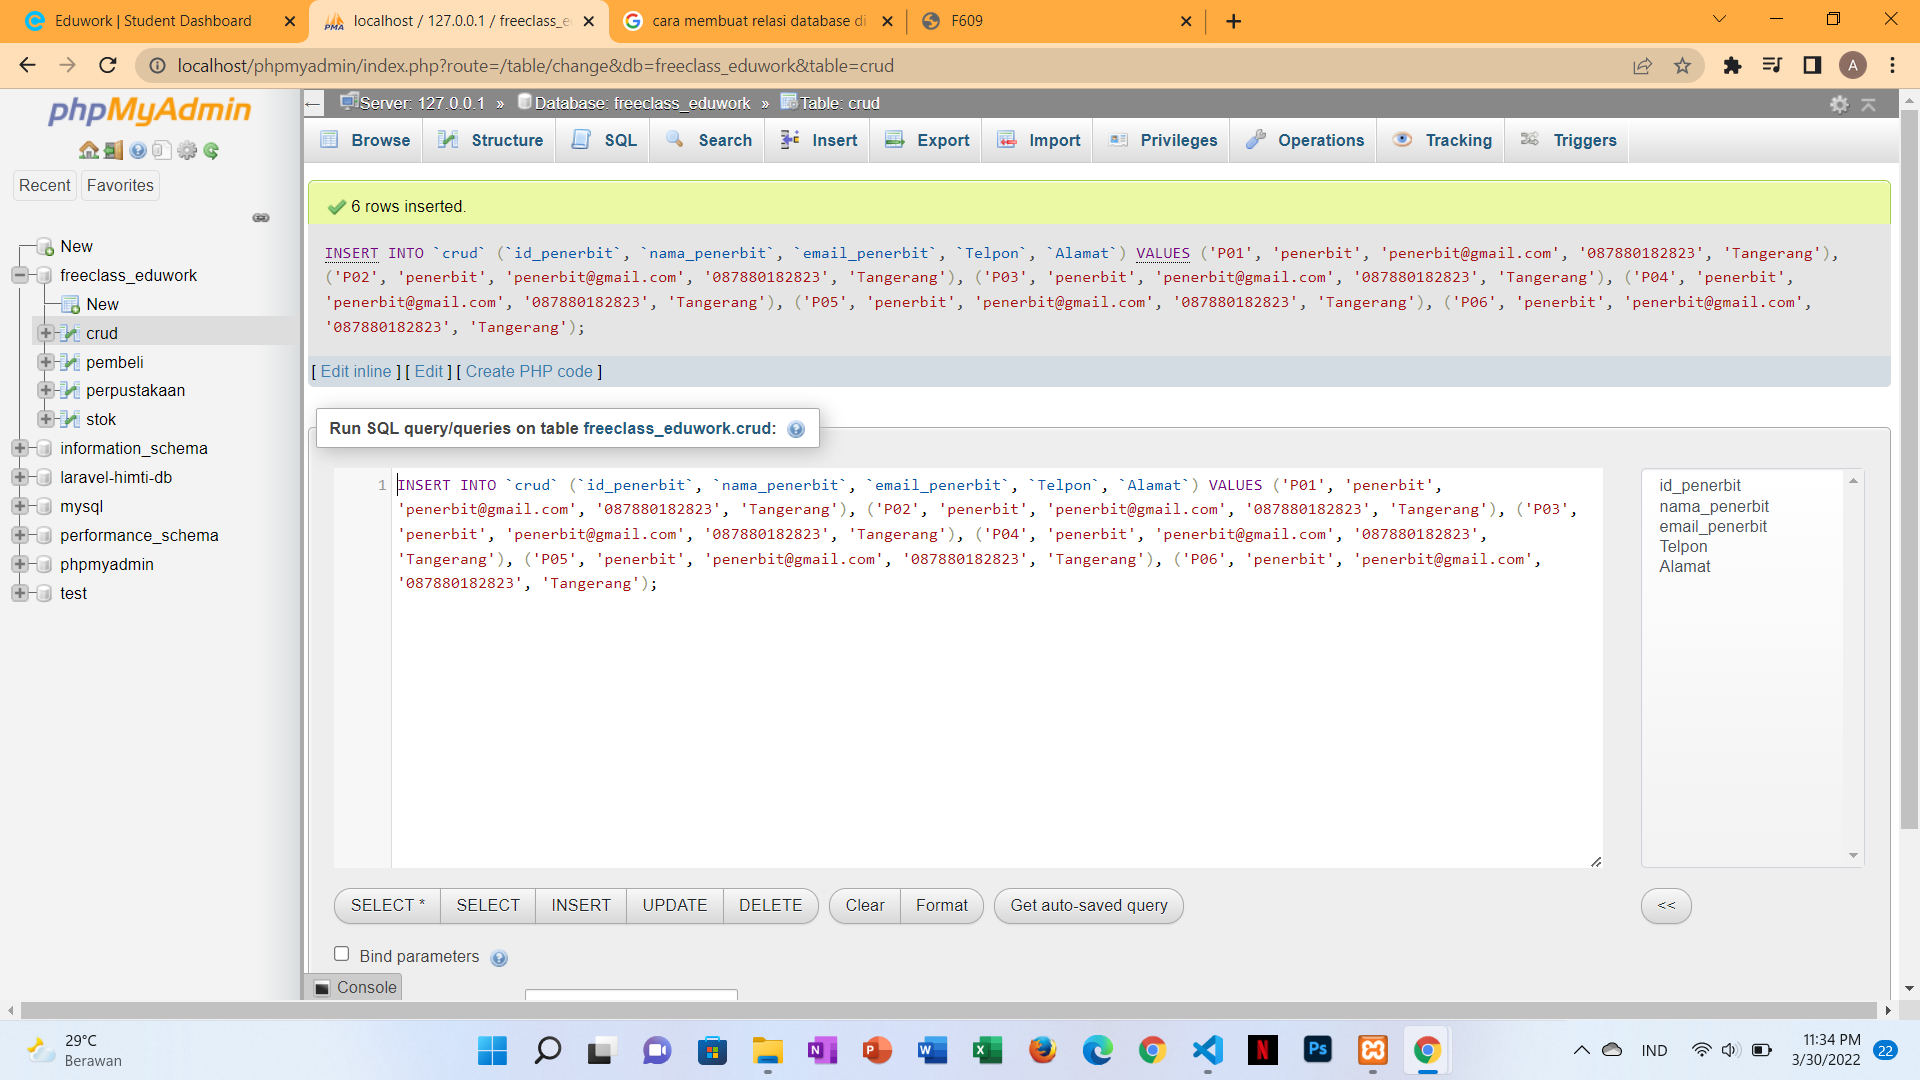 Eduwork | Student Dashboard
localhost / 127.0.0.1 / freeclass_e
cara membuat relasi database di
F609
localhost/phpmyadmin/index.php?route=/table/change&db=freeclass_eduwork&table=crud
A
phpMyAdmin
Recent
Favorites
New
freeclass_eduwork
New
crud
pembeli
perpustakaan
stok
information_schema
laravel-himti-db
mysql
performance_schema
phpmyadmin
test
Server: 127.0.0.1 » Database: freeclass_eduwork » Table: crud
Browse
Structure
SQL
Search
Insert
Export
Import
Privileges
Operations
Tracking
Triggers
6 rows inserted.
INSERT INTO `crud` (`id_penerbit`, `nama_penerbit`, `email_penerbit`, `Telpon`, `Alamat`) VALUES ('P01', 'penerbit', 'penerbit@gmail.com', '087880182823', 'Tangerang'),
('P02', 'penerbit', 'penerbit@gmail.com', '087880182823', 'Tangerang'), ('P03', 'penerbit', 'penerbit@gmail.com', '087880182823', 'Tangerang'), ('P04', 'penerbit',
'penerbit@gmail.com', '087880182823', 'Tangerang'), ('P05', 'penerbit', 'penerbit@gmail.com', '087880182823', 'Tangerang'), ('P06', 'penerbit', 'penerbit@gmail.com',
'087880182823', 'Tangerang');
[ Edit inline ] [ Edit ] [ Create PHP code ]
Run SQL query/queries on table freeclass_eduwork.crud:
1
INSERT INTO `crud` (`id_penerbit`, `nama_penerbit`, `email_penerbit`, `Telpon`, `Alamat`) VALUES ('P01', 'penerbit',
'penerbit@gmail.com', '087880182823', 'Tangerang'), ('P02', 'penerbit', 'penerbit@gmail.com', '087880182823', 'Tangerang'), ('P03',
'penerbit', 'penerbit@gmail.com', '087880182823', 'Tangerang'), ('P04', 'penerbit', 'penerbit@gmail.com', '087880182823',
'Tangerang'), ('P05', 'penerbit', 'penerbit@gmail.com', '087880182823', 'Tangerang'), ('P06', 'penerbit', 'penerbit@gmail.com',
'087880182823', 'Tangerang');
id_penerbit
nama_penerbit
email_penerbit
Telpon
Alamat
SELECT *
SELECT
INSERT
UPDATE
DELETE
Clear
Format
Get auto-saved query
<<
Bind parameters
Console
29°C
Berawan
IND
11:34 PM
3/30/2022
22